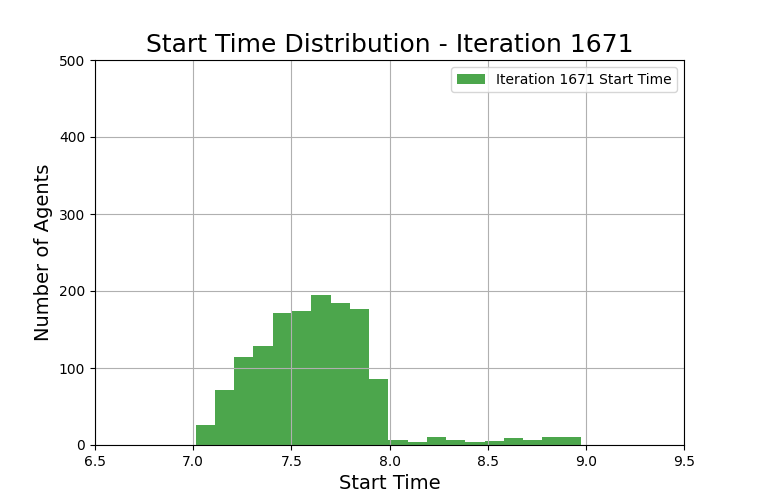 Start Time Distribution - Iteration 1671
Iteration 1671 Start Time
Number of Agents
500
400
300
200
100
0
6.5 7.0 7.5 8.0 8.5 9.0 9.5
Start Time